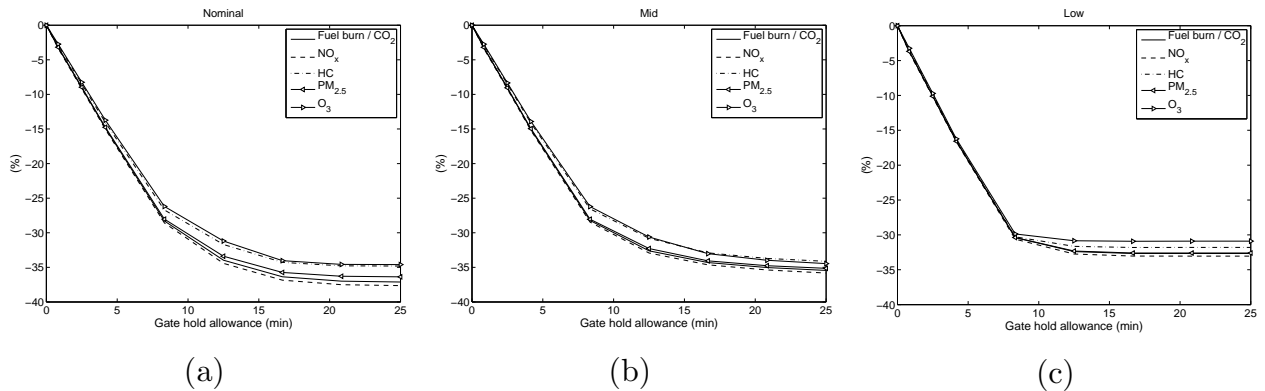 Nominal
0
−5
−10
−15
−20
−25
−30
−35
−40
(%)
0 5 10 15 20 25
Gate hold allowance (min)
Fuel burn / CO2
NOx
HC
PM2.5
O3
(a)
Mid
0
−5
−10
−15
−20
−25
−30
−35
−40
(%)
0 5 10 15 20 25
Gate hold allowance (min)
Fuel burn / CO2
NOx
HC
PM2.5
O3
(b)
Low
0
−5
−10
−15
−20
−25
−30
−35
−40
(%)
0 5 10 15 20 25
Gate hold allowance (min)
Fuel burn / CO2
NOx
HC
PM2.5
O3
(c)